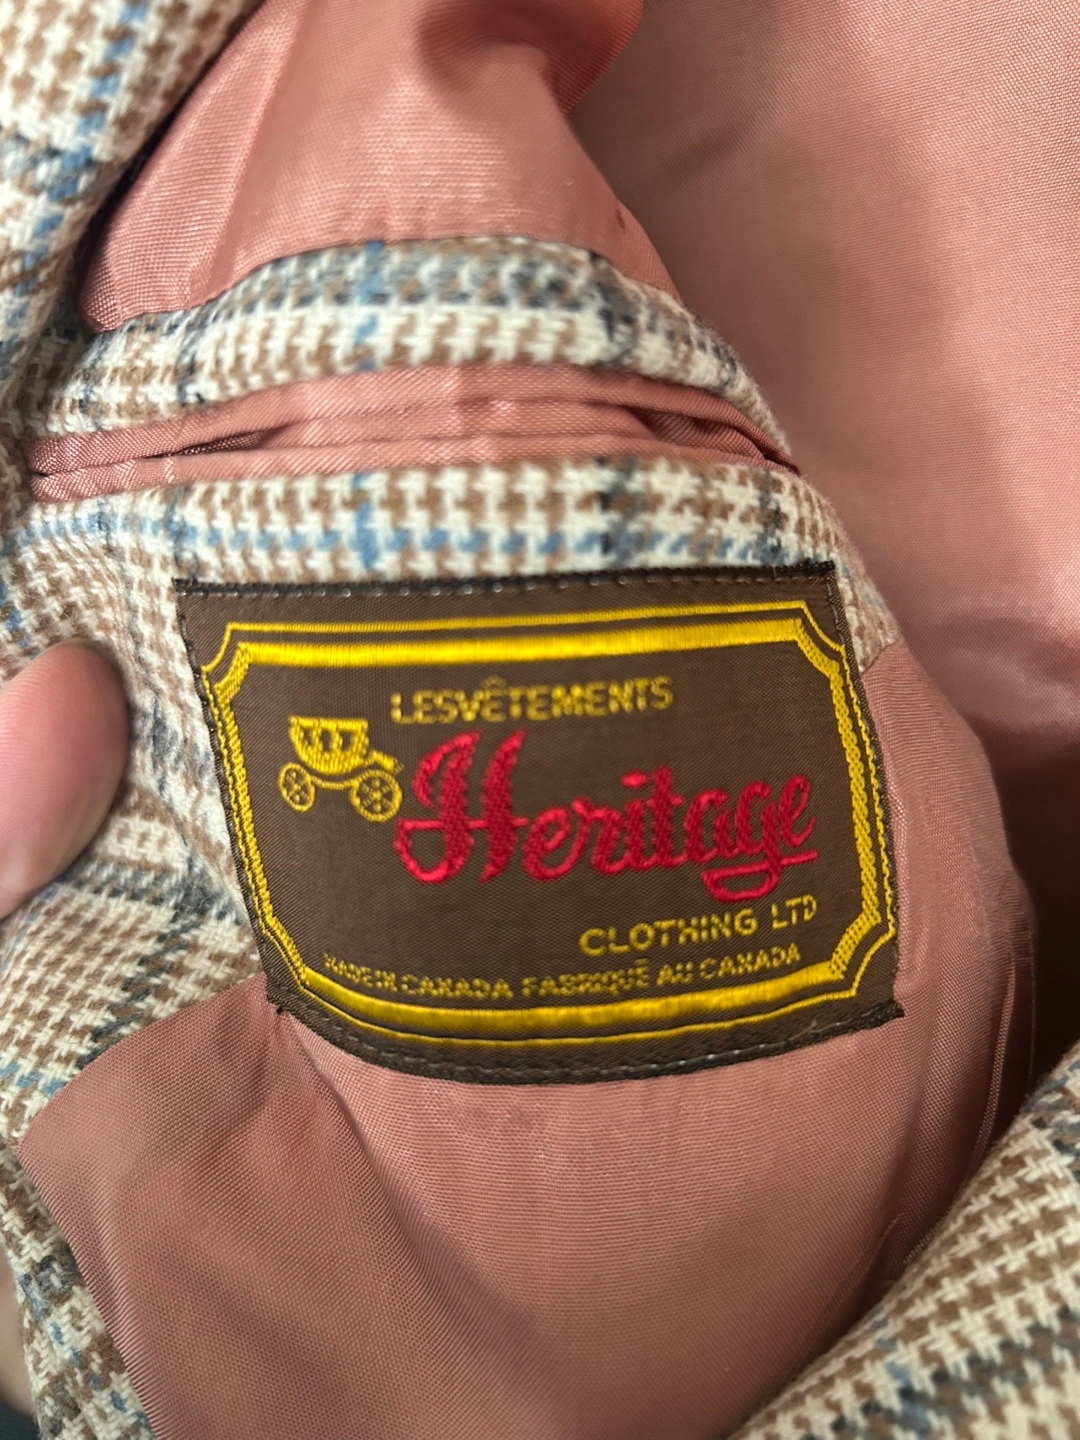 LESVÊTEMENTS
Heritage
CLOTHING LTD
MADE IN CANADA FABRIQUÉ AU CANADA